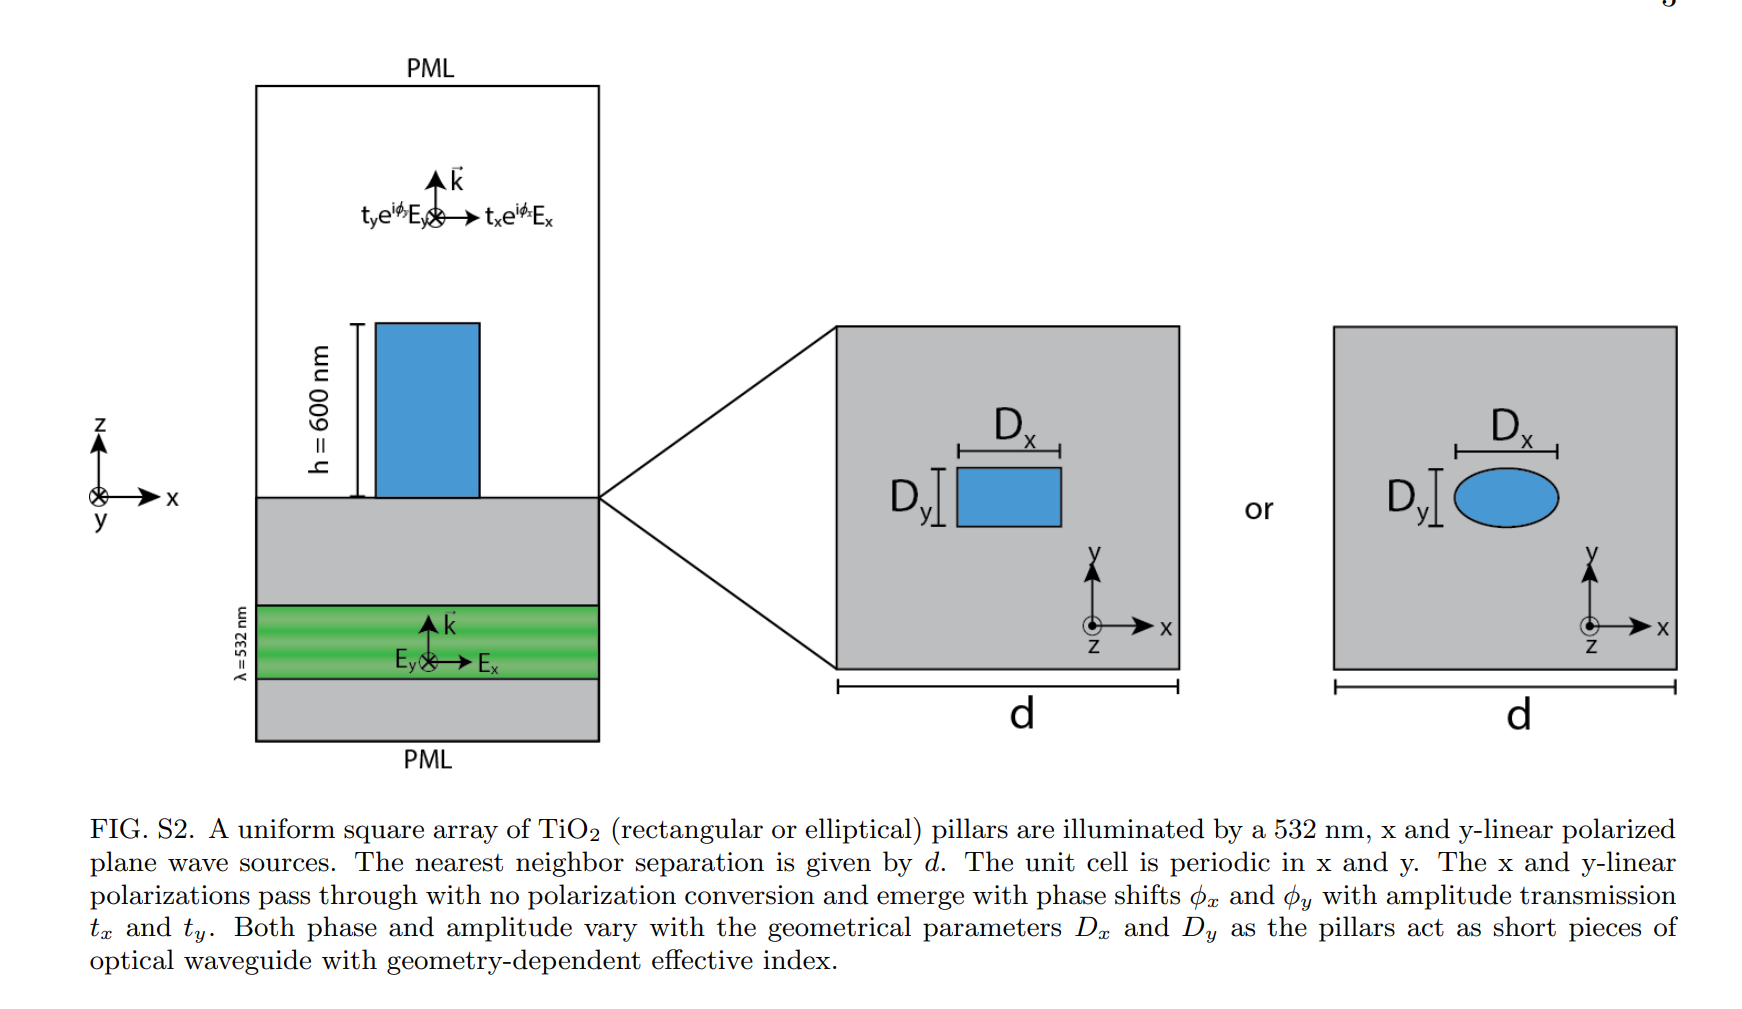 PML
k⃗
t_y e^{iϕ_y}E_y t_x e^{iϕ_x}E_x
h = 600 nm
z
x
y
λ = 532 nm
k⃗
E_y E_x
PML
D_x
D_y
y
x
z
d
or
D_x
D_y
y
x
z
d
FIG. S2. A uniform square array of TiO₂ (rectangular or elliptical) pillars are illuminated by a 532 nm, x and y-linear polarized
plane wave sources. The nearest neighbor separation is given by d. The unit cell is periodic in x and y. The x and y-linear
polarizations pass through with no polarization conversion and emerge with phase shifts ϕ_x and ϕ_y with amplitude transmission
t_x and t_y. Both phase and amplitude vary with the geometrical parameters D_x and D_y as the pillars act as short pieces of
optical waveguide with geometry-dependent effective index.